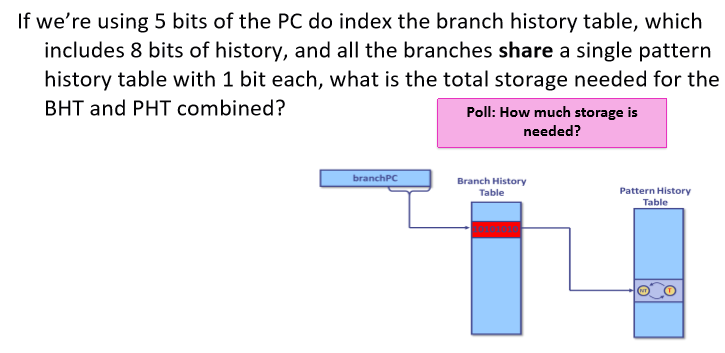 If we're using 5 bits of the PC do index the branch history table, which
includes 8 bits of history, and all the branches share a single pattern
history table with 1 bit each, what is the total storage needed for the
BHT and PHT combined?
Poll: How much storage is
needed?
branchPC
Branch History
Table
Pattern History
Table
NT
T